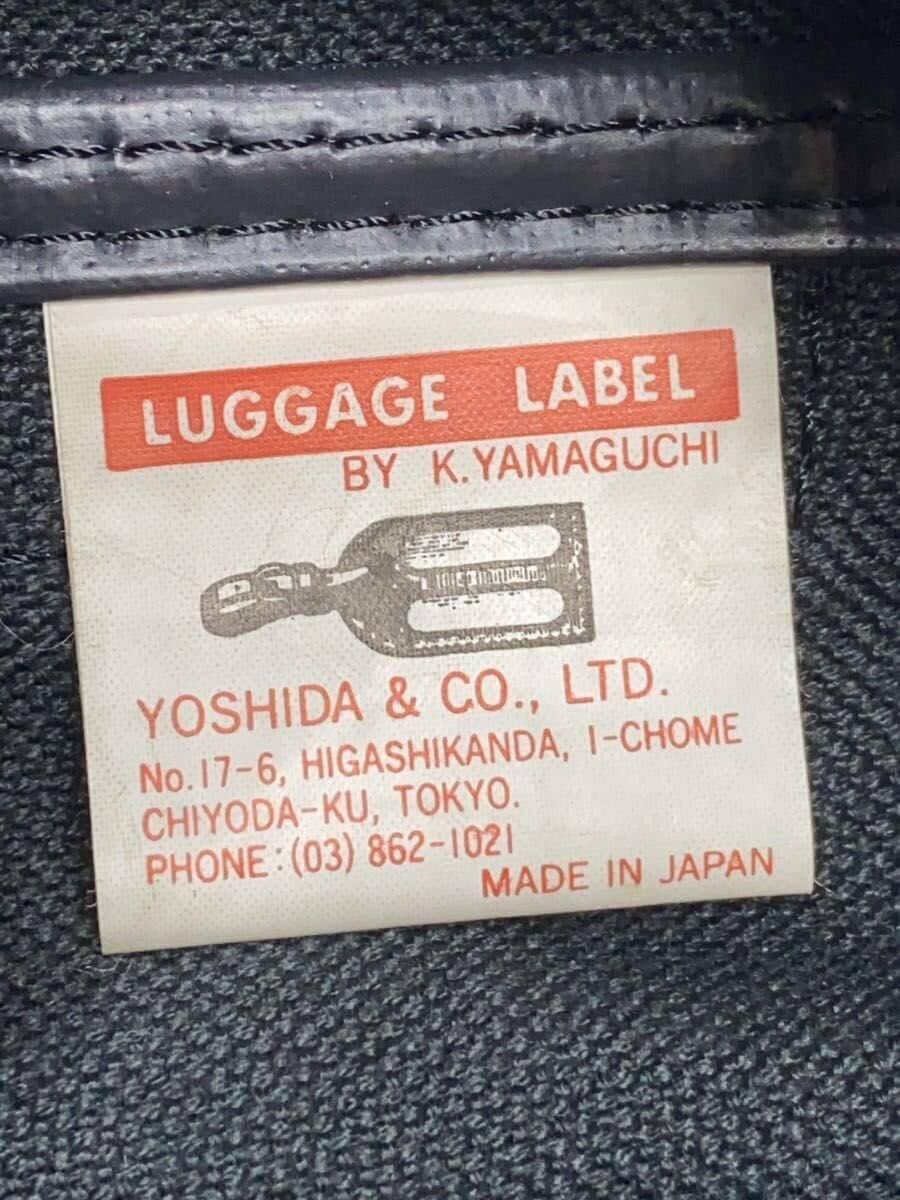 LUGGAGE LABEL
BY K.YAMAGUCHI
YOSHIDA & CO., LTD.
No.17-6, HIGASHIKANDA, 1-CHOME
CHIYODA-KU, TOKYO.
PHONE:(03) 862-1021
MADE IN JAPAN